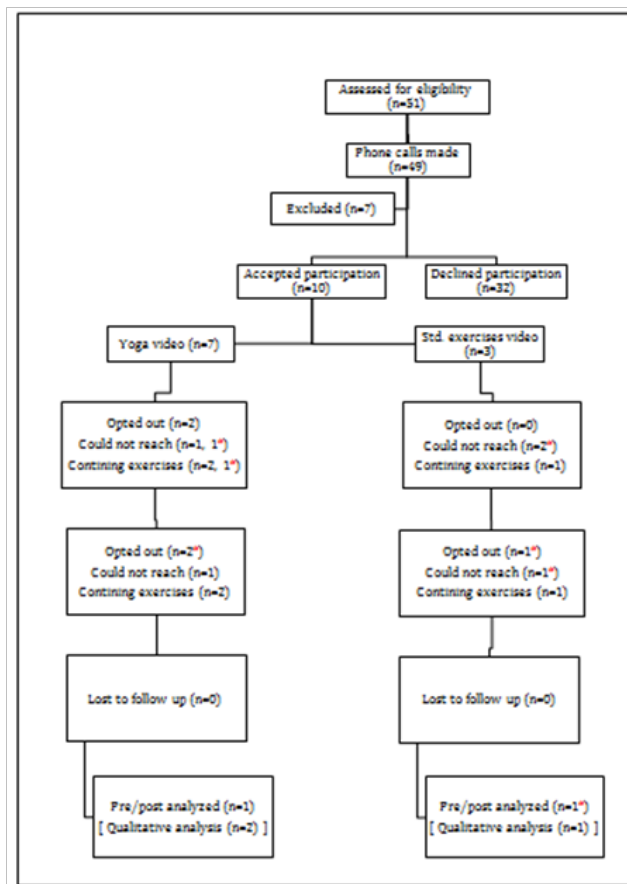 Assessed for eligibility
(n=51)
Phone calls made
(n=49)
Excluded (n=7)
Accepted participation
(n=10)
Declined participation
(n=32)
Yoga video (n=7)
Std. exercises video
(n=3)
Opted out (n=2)
Could not reach (n=1, 1*)
Contining exercises (n=2, 1*)
Opted out (n=0)
Could not reach (n=2*)
Contining exercises (n=1)
Opted out (n=2*)
Could not reach (n=1)
Contining exercises (n=2)
Opted out (n=1*)
Could not reach (n=1*)
Contining exercises (n=1)
Lost to follow up (n=0)
Lost to follow up (n=0)
Pre/post analyzed (n=1)
[ Qualitative analysis (n=2) ]
Pre/post analyzed (n=1*)
[ Qualitative analysis (n=1) ]